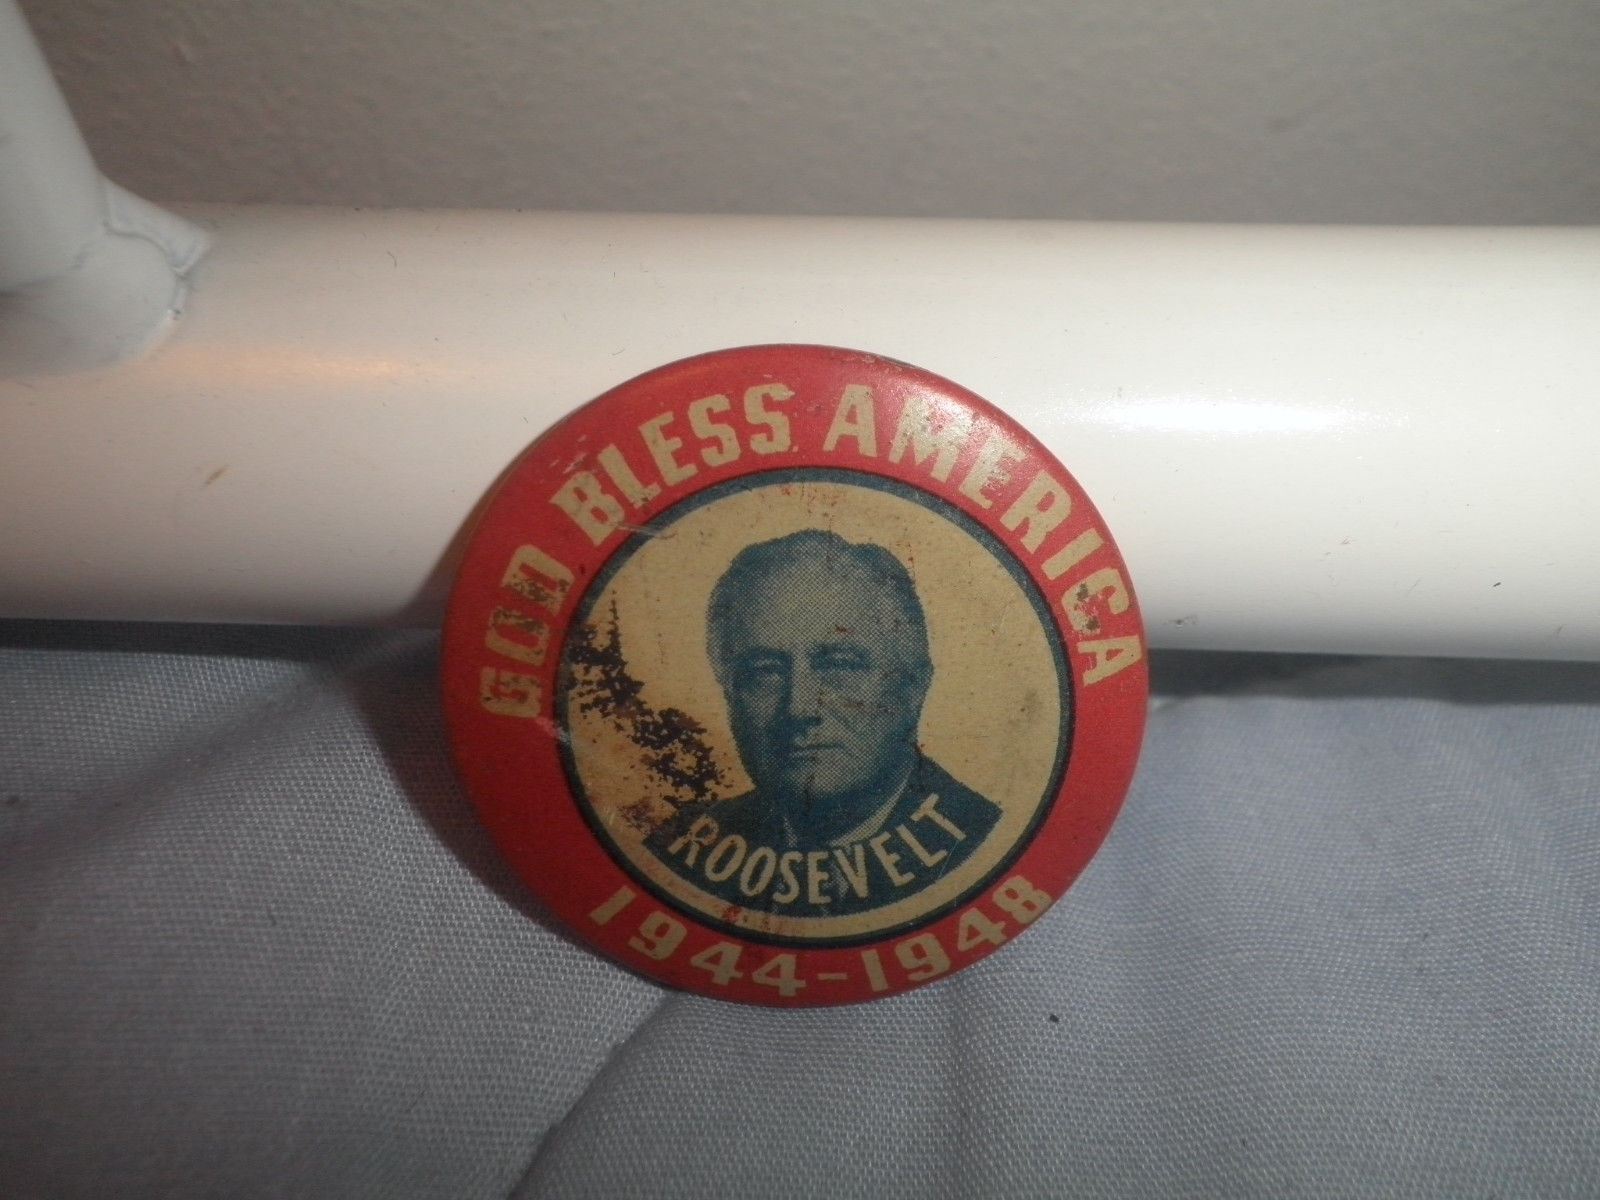 GOD BLESS AMERICA
ROOSEVELT
1944-1948